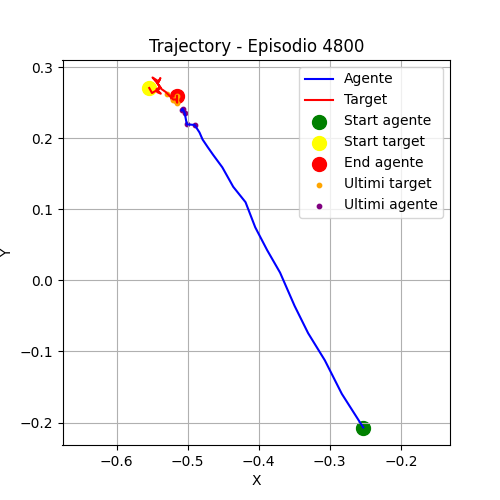 Trajectory - Episodio 4800
Agente
Target
Start agente
Start target
End agente
Ultimi target
Ultimi agente
0.3
0.2
0.1
0.0
−0.1
−0.2
Y
−0.6
−0.5
−0.4
−0.3
−0.2
X